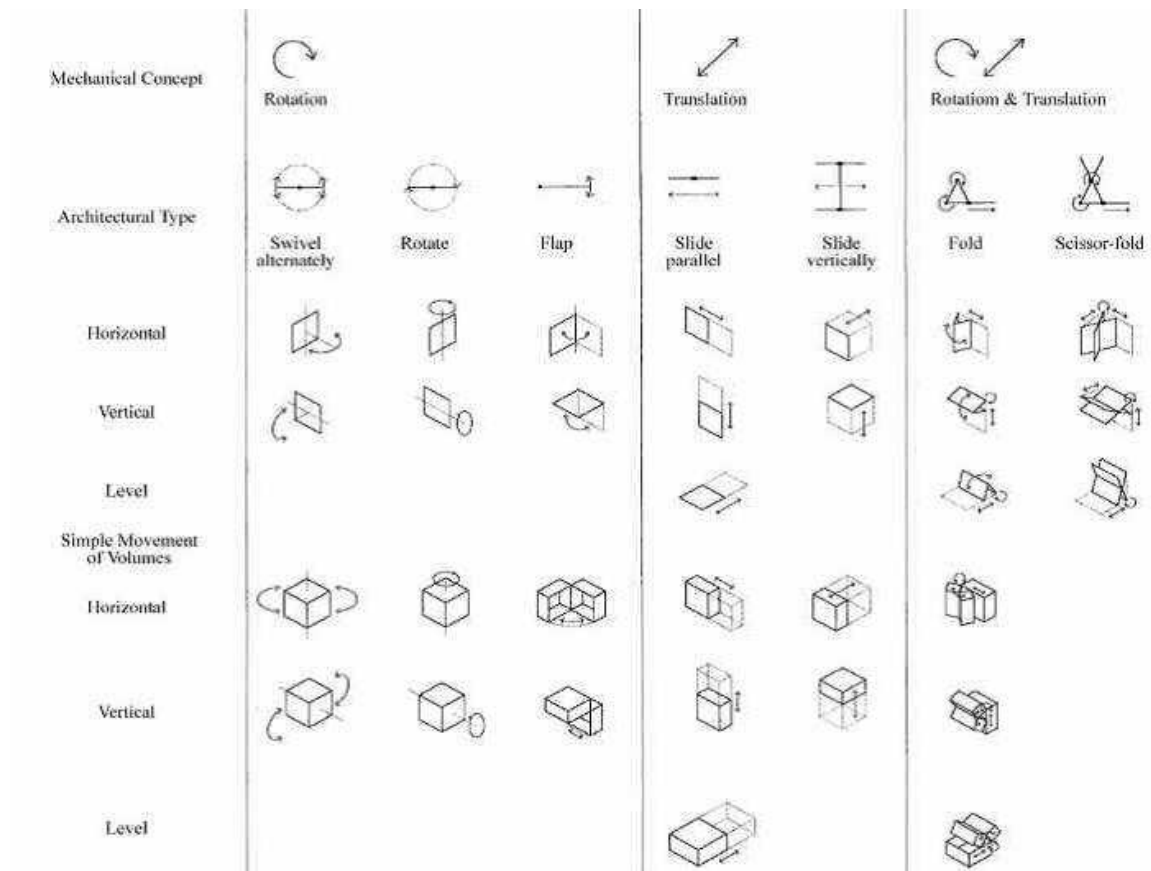 Mechanical Concept
Rotation
Translation
Rotatiom & Translation
Architectural Type
Swivel
alternately
Rotate
Flap
Slide
parallel
Slide
vertically
Fold
Scissor-fold
Horizontal
Vertical
Level
Simple Movement
of Volumes
Horizontal
Vertical
Level